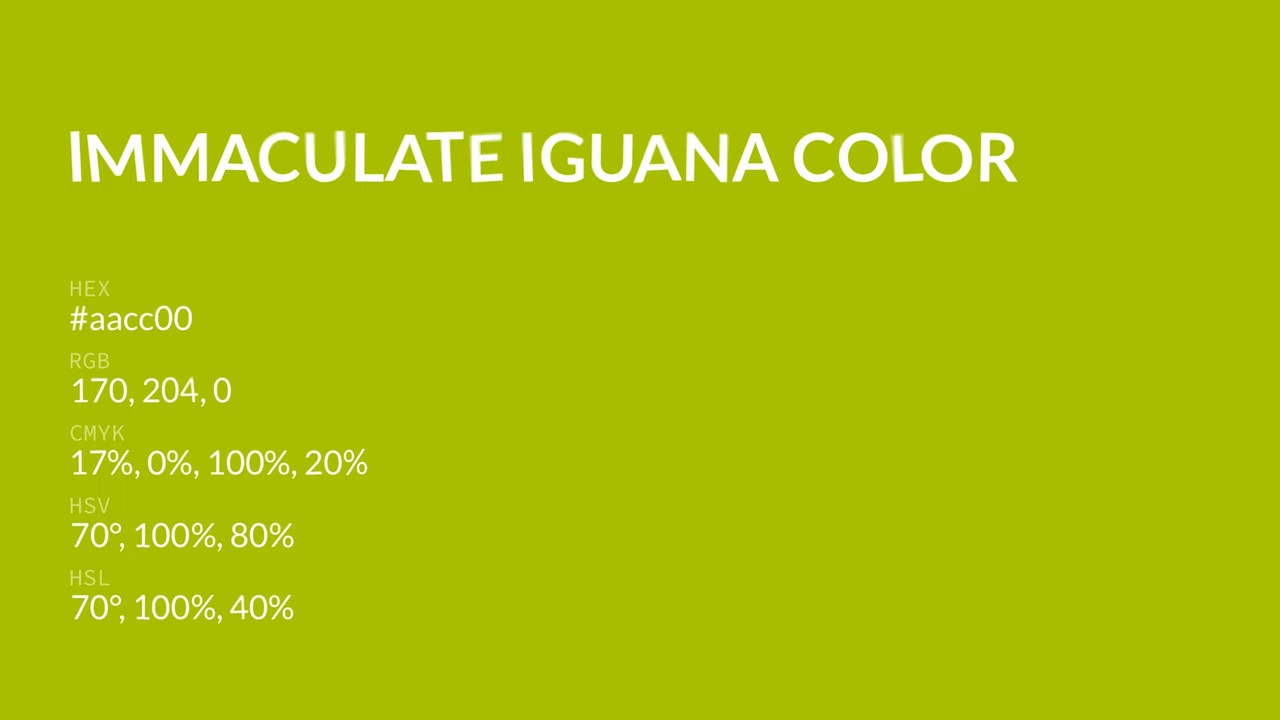 IMMACULATE IGUANA COLOR
HEX
#aacc00
RGB
170, 204, 0
CMYK
17%, 0%, 100%, 20%
HSV
70°, 100%, 80%
HSL
70°, 100%, 40%